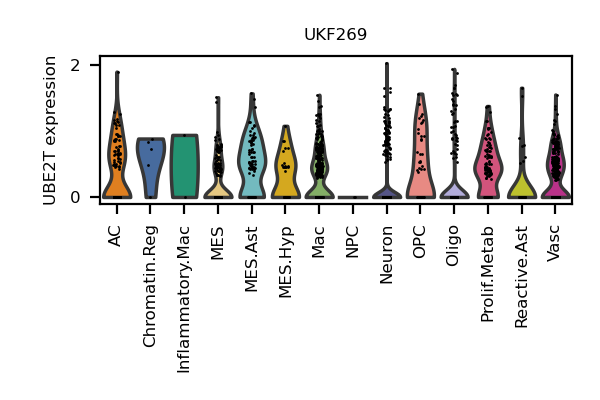 UKF269
UBE2T expression
2
0
AC
Chromatin.Reg
Inflammatory.Mac
MES
MES.Ast
MES.Hyp
Mac
NPC
Neuron
OPC
Oligo
Prolif.Metab
Reactive.Ast
Vasc